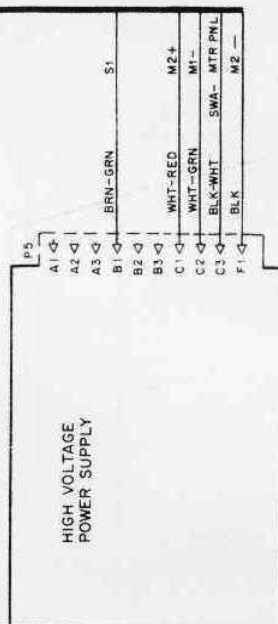 P5
A1
A2
A3
HIGH VOLTAGE
POWER SUPPLY
B1 BRN-GRN S1
B2
B3
C1 WHT-RED M2+
C2 WHT-GRN M1-
C3 BLK-WHT SWA- MTR PNL
F1 BLK M2 -